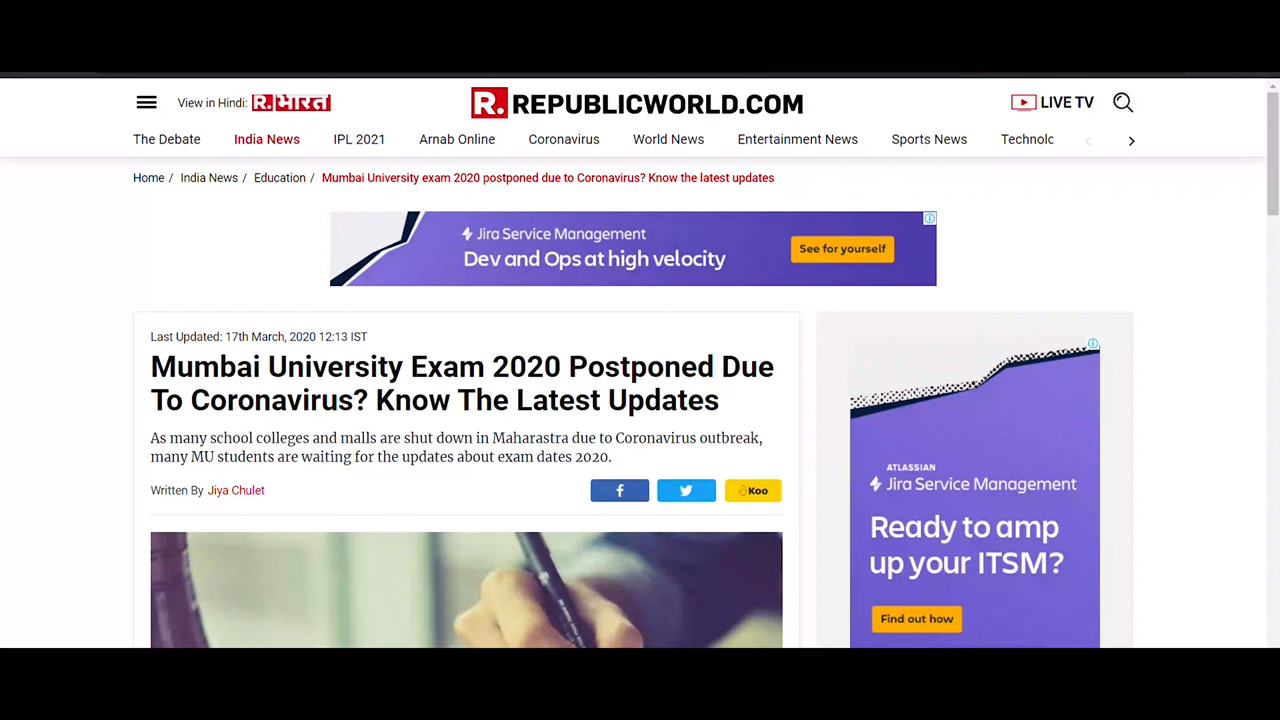 View in Hindi: R.भारत
R. REPUBLICWORLD.COM
LIVE TV
The Debate India News IPL 2021 Arnab Online Coronavirus World News Entertainment News Sports News Technolc
Home / India News / Education / Mumbai University exam 2020 postponed due to Coronavirus? Know the latest updates
Jira Service Management
Dev and Ops at high velocity
See for yourself
Last Updated: 17th March, 2020 12:13 IST
Mumbai University Exam 2020 Postponed Due
To Coronavirus? Know The Latest Updates
As many school colleges and malls are shut down in Maharastra due to Coronavirus outbreak,
many MU students are waiting for the updates about exam dates 2020.
Written By Jiya Chulet
Koo
ATLASSIAN
Jira Service Management
Ready to amp
up your ITSM?
Find out how